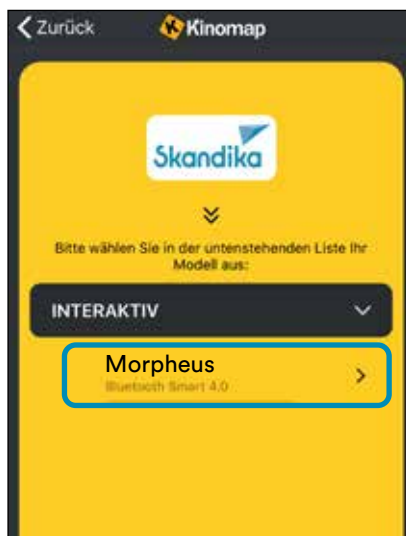 Zurück
Kinomap
Skandika
Bitte wählen Sie in der untenstehenden Liste Ihr
Modell aus:
INTERAKTIV
Morpheus
Bluetooth Smart 4.0